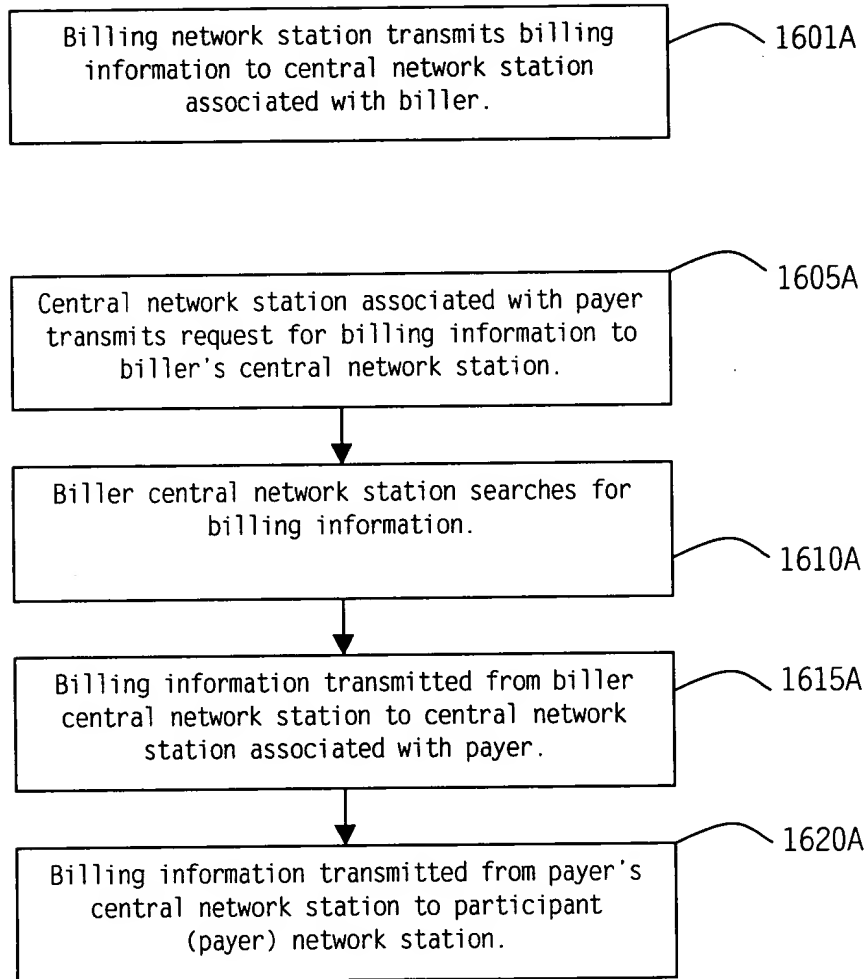 Billing network station transmits billing
information to central network station
associated with biller.
1601A
1605A
Central network station associated with payer
transmits request for billing information to
biller's central network station.
Biller central network station searches for
billing information.
1610A
Billing information transmitted from biller
central network station to central network
station associated with payer.
1615A
1620A
Billing information transmitted from payer's
central network station to participant
(payer) network station.